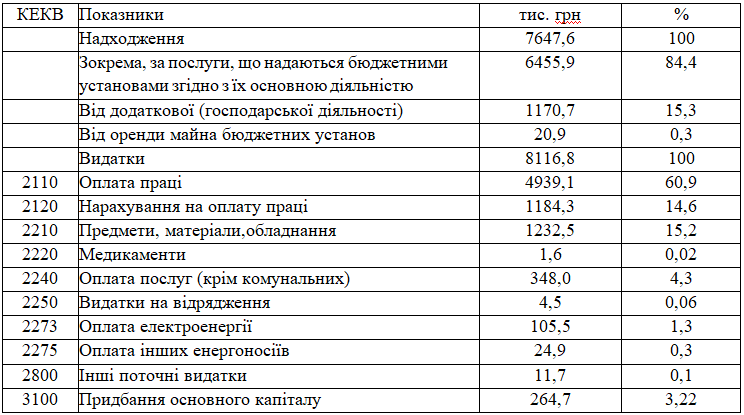 КЕКВ Показники тис. грн %
Надходження 7647,6 100
Зокрема, за послуги, що надаються бюджетними 6455,9 84,4
установами згідно з їх основною діяльністю
Від додаткової (господарської діяльності) 1170,7 15,3
Від оренди майна бюджетних установ 20,9 0,3
Видатки 8116,8 100
2110 Оплата праці 4939,1 60,9
2120 Нарахування на оплату праці 1184,3 14,6
2210 Предмети, матеріали,обладнання 1232,5 15,2
2220 Медикаменти 1,6 0,02
2240 Оплата послуг (крім комунальних) 348,0 4,3
2250 Видатки на відрядження 4,5 0,06
2273 Оплата електроенергії 105,5 1,3
2275 Оплата інших енергоносіїв 24,9 0,3
2800 Інші поточні видатки 11,7 0,1
3100 Придбання основного капіталу 264,7 3,22